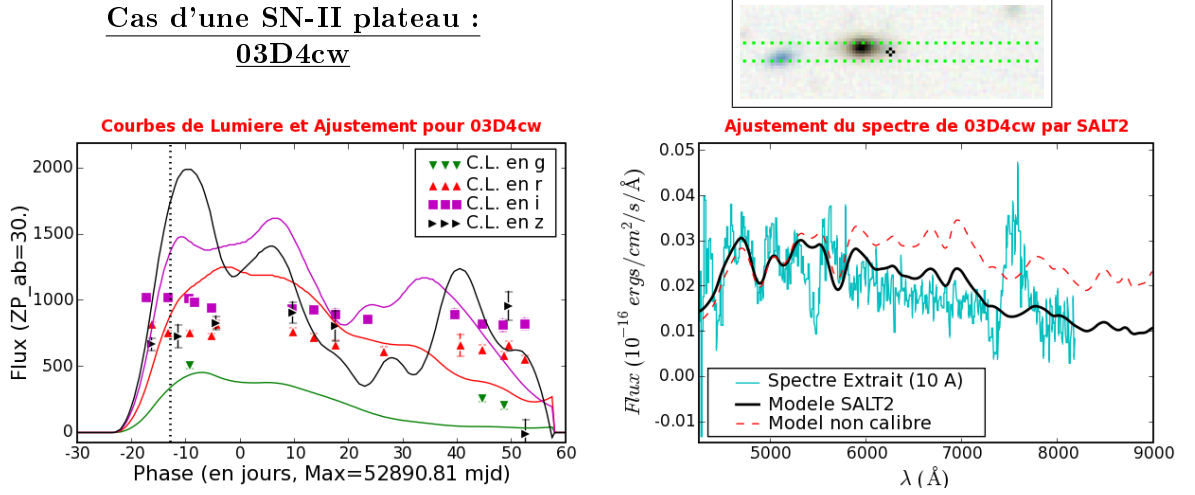 Cas d'une SN-II plateau :
03D4cw
Courbes de Lumiere et Ajustement pour 03D4cw
Flux (ZP_ab=30.)
2000
1500
1000
500
0
C.L. en g
C.L. en r
C.L. en i
C.L. en z
-30 -20 -10 0 10 20 30 40 50 60
Phase (en jours, Max=52890.81 mjd)
Ajustement du spectre de 03D4cw par SALT2
Flux (10⁻¹⁶ ergs/cm²/s/Å)
0.05
0.04
0.03
0.02
0.01
0.00
-0.01
Spectre Extrait (10 A)
Modele SALT2
Model non calibre
5000 6000 7000 8000 9000
λ (Å)